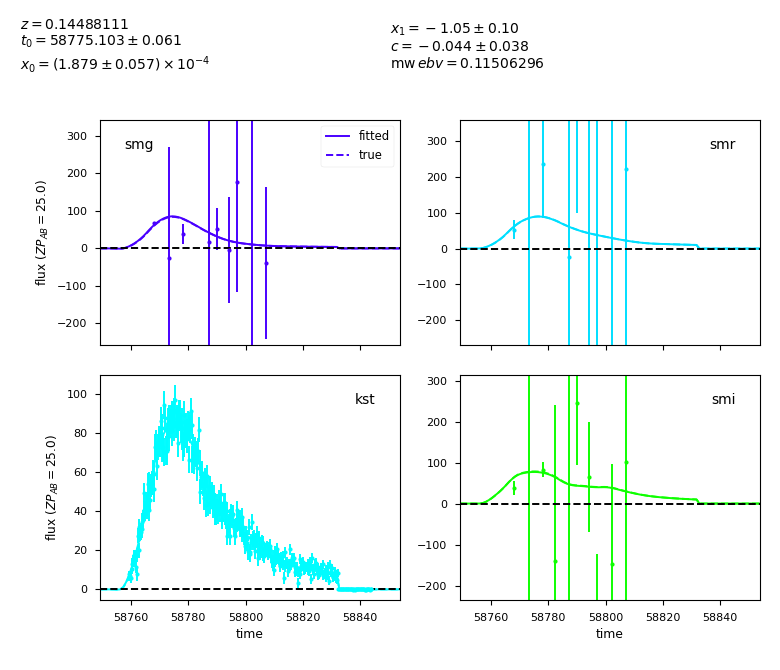 z = 0.14488111
t₀ = 58775.103 ± 0.061
x₀ = (1.879 ± 0.057) × 10⁻⁴
x₁ = −1.05 ± 0.10
c = −0.044 ± 0.038
mw ebv = 0.11506296
smg
fitted
true
300
200
100
0
−100
−200
flux (ZP_AB = 25.0)
smr
300
200
100
0
−100
−200
kst
100
80
60
40
20
0
flux (ZP_AB = 25.0)
58760 58780 58800 58820 58840
time
smi
300
200
100
0
−100
−200
58760 58780 58800 58820 58840
time